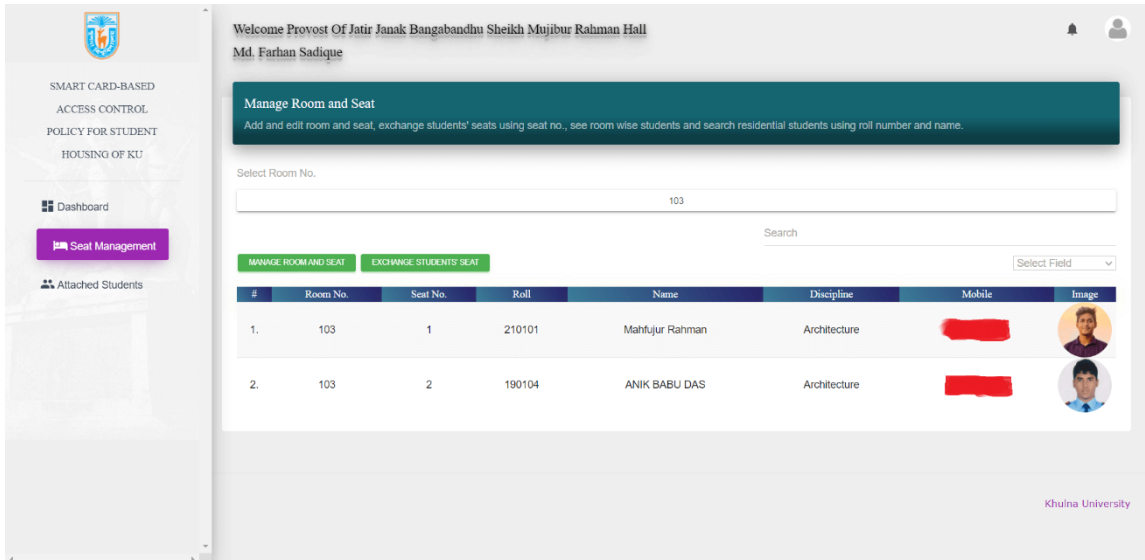 Welcome Provost Of Jatir Janak Bangabandhu Sheikh Mujibur Rahman Hall
Md. Farhan Sadique
SMART CARD-BASED
ACCESS CONTROL
POLICY FOR STUDENT
HOUSING OF KU
Dashboard
Seat Management
Attached Students
Manage Room and Seat
Add and edit room and seat, exchange students' seats using seat no., see room wise students and search residential students using roll number and name.
Select Room No.
103
Search
MANAGE ROOM AND SEAT EXCHANGE STUDENTS' SEAT Select Field
# Room No. Seat No. Roll Name Discipline Mobile Image
1. 103 1 210101 Mahfujur Rahman Architecture
2. 103 2 190104 ANIK BABU DAS Architecture
Khulna University